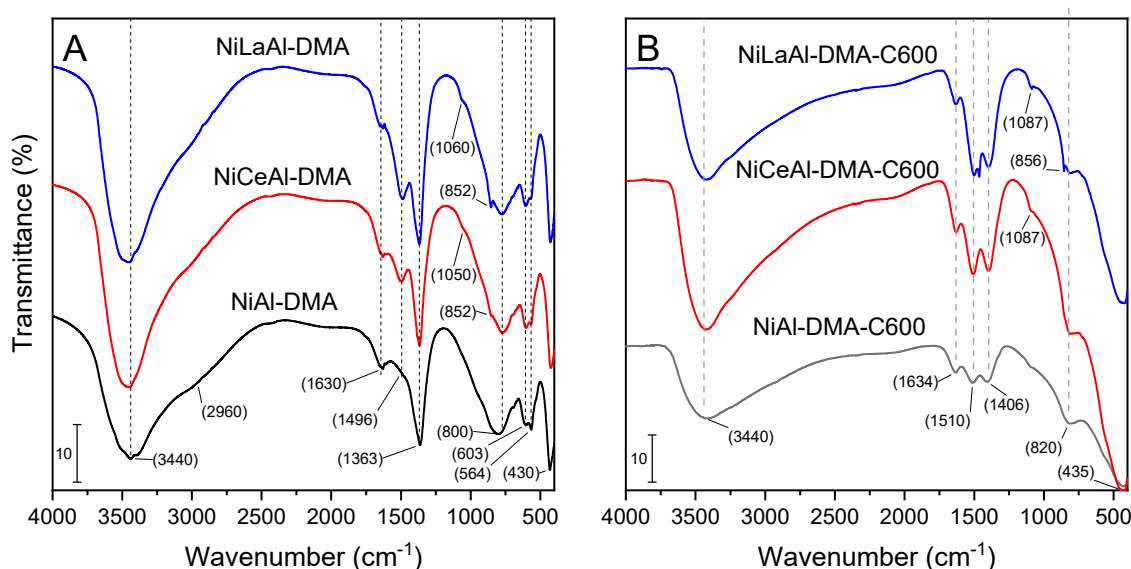 A
NiLaAl-DMA
(1060)
(852)
NiCeAl-DMA
(1050)
(852)
NiAl-DMA
(1630)
(2960)
(1496)
(800)
(603)
(3440)
(1363)
(564)
(430)
10
4000 3500 3000 2500 2000 1500 1000 500
Wavenumber (cm-1)
Transmittance (%)
B
NiLaAl-DMA-C600
(1087)
(856)
NiCeAl-DMA-C600
(1087)
NiAl-DMA-C600
(1634)
(1406)
(1510)
(3440)
(820)
(435)
10
4000 3500 3000 2500 2000 1500 1000 500
Wavenumber (cm-1)